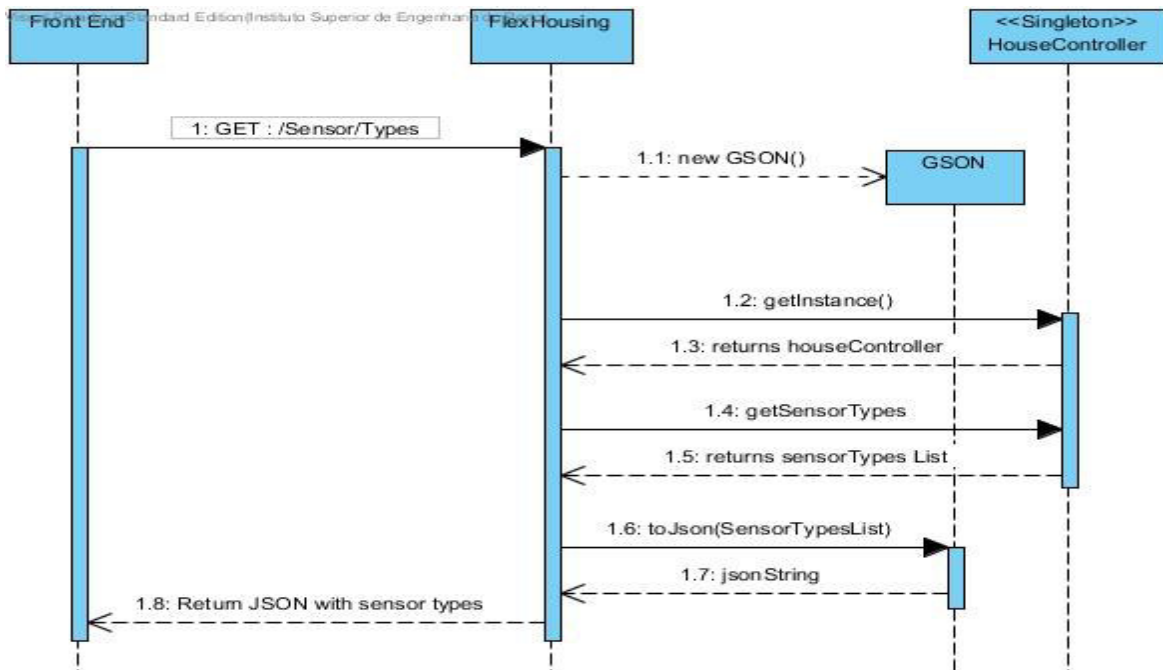 Standard Edition(Instituto Superior de Engenharia do
Front End
FlexHousing
<<Singleton>>
HouseController
1: GET : /Sensor/Types
1.1: new GSON()
GSON
1.2: getInstance()
1.3: returns houseController
1.4: getSensorTypes
1.5: returns sensorTypes List
1.6: toJson(SensorTypesList)
1.7: jsonString
1.8: Return JSON with sensor types